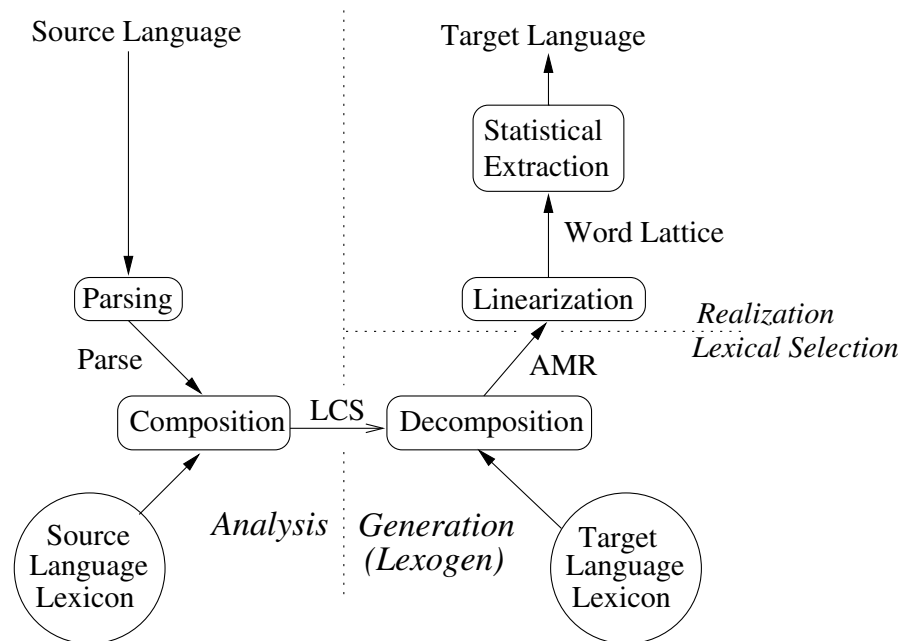 Source Language
Target Language
Statistical
Extraction
Word Lattice
Parsing
Linearization
Realization
Lexical Selection
Parse
AMR
Composition
LCS
Decomposition
Analysis
Generation
(Lexogen)
Source
Language
Lexicon
Target
Language
Lexicon